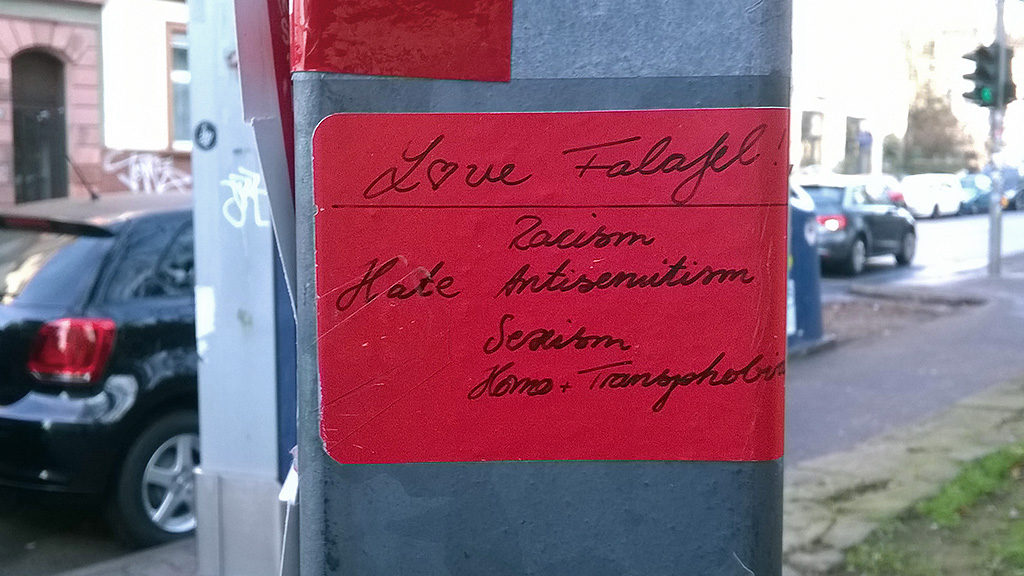 Love Falafel!
Racism
Hate Antisemitism
Sexism
Homo + Transphobia